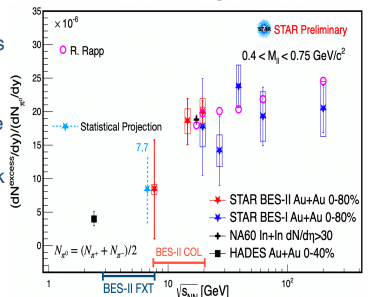 35 ×10⁻⁶
STAR Preliminary
STAR
R. Rapp
0.4 < M_ll < 0.75 GeV/c²
30
25
20
15
10
5
0
(dN^excess/dy)/(dN_π⁰/dy)
Statistical Projection
7.7
STAR BES-II Au+Au 0-80%
STAR BES-I Au+Au 0-80%
NA60 In+In dN/dη>30
HADES Au+Au 0-40%
N_π⁰ = (N_π⁺ + N_π⁻)/2
BES-II COL
1
10
10²
BES-II FXT
√s_NN
s
k